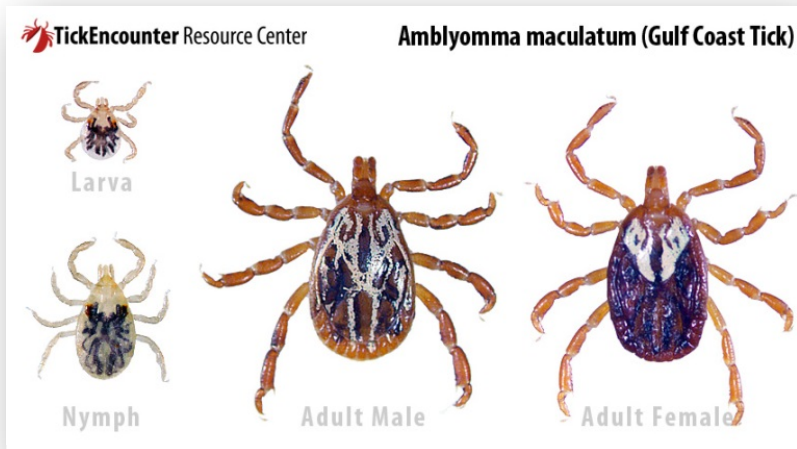 TickEncounter Resource Center
Amblyomma maculatum (Gulf Coast Tick)
Larva
Nymph
Adult Male
Adult Female